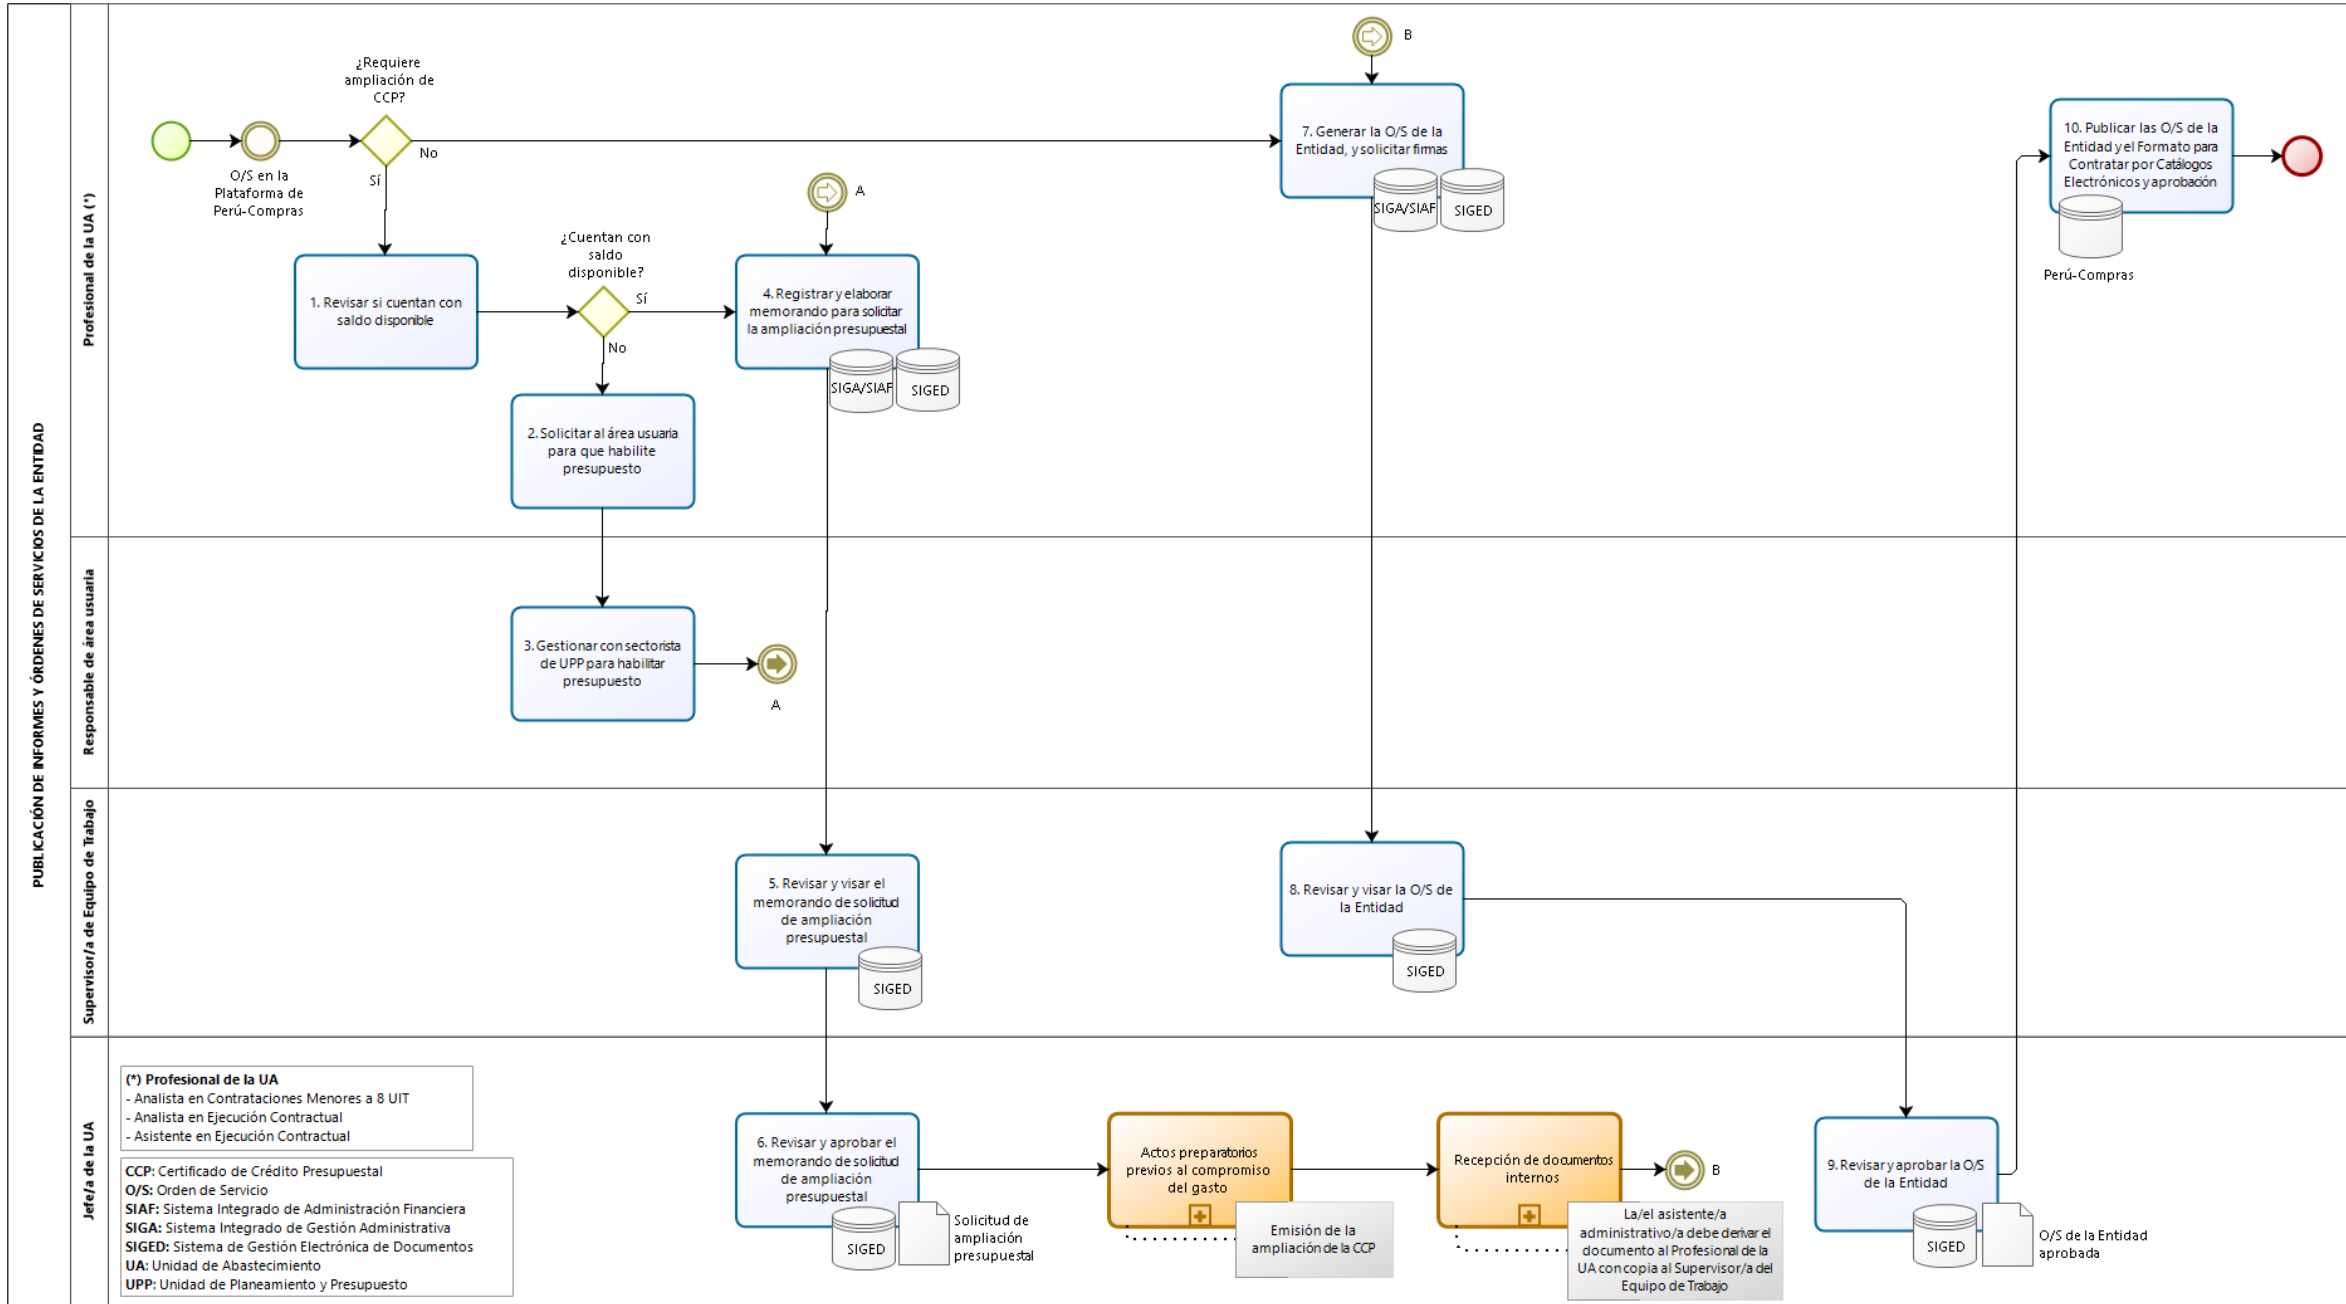 PUBLICACIÓN DE INFORMES Y ÓRDENES DE SERVICIOS DE LA ENTIDAD
Profesional de la UA (*)
¿Requiere
ampliación de
CCP?
No
Sí
O/S en la
Plataforma de
Perú-Compras
1. Revisar si cuentan con
saldo disponible
¿Cuentan con
saldo
disponible?
Sí
No
2. Solicitar al área usuaria
para que habilite
presupuesto
A
4. Registrar y elaborar
memorando para solicitar
la ampliación presupuestal
SIGA/SIAF
SIGED
B
7. Generar la O/S de la
Entidad, y solicitar firmas
SIGA/SIAF
SIGED
10. Publicar las O/S de la
Entidad y el Formato para
Contratar por Catálogos
Electrónicos y aprobación
Perú-Compras
Responsable de área usuaria
3. Gestionar con sectorista
de UPP para habilitar
presupuesto
A
Supervisor/a de Equipo de Trabajo
5. Revisar y visar el
memorando de solicitud
de ampliación
presupuestal
SIGED
8. Revisar y visar la O/S de
la Entidad
SIGED
Jefe/a de la UA
(*) Profesional de la UA
- Analista en Contrataciones Menores a 8 UIT
- Analista en Ejecución Contractual
- Asistente en Ejecución Contractual
CCP: Certificado de Crédito Presupuestal
O/S: Orden de Servicio
SIAF: Sistema Integrado de Administración Financiera
SIGA: Sistema Integrado de Gestión Administrativa
SIGED: Sistema de Gestión Electrónica de Documentos
UA: Unidad de Abastecimiento
UPP: Unidad de Planeamiento y Presupuesto
6. Revisar y aprobar el
memorando de solicitud
de ampliación
presupuestal
SIGED
Solicitud de
ampliación
presupuestal
Actos preparatorios
previos al compromiso
del gasto
Emisión de la
ampliación de la CCP
Recepción de documentos
internos
La/el asistente/a
administrativo/a debe derivar el
documento al Profesional de la
UA con copia al Supervisor/a del
Equipo de Trabajo
B
9. Revisar y aprobar la O/S
de la Entidad
SIGED
O/S de la Entidad
aprobada